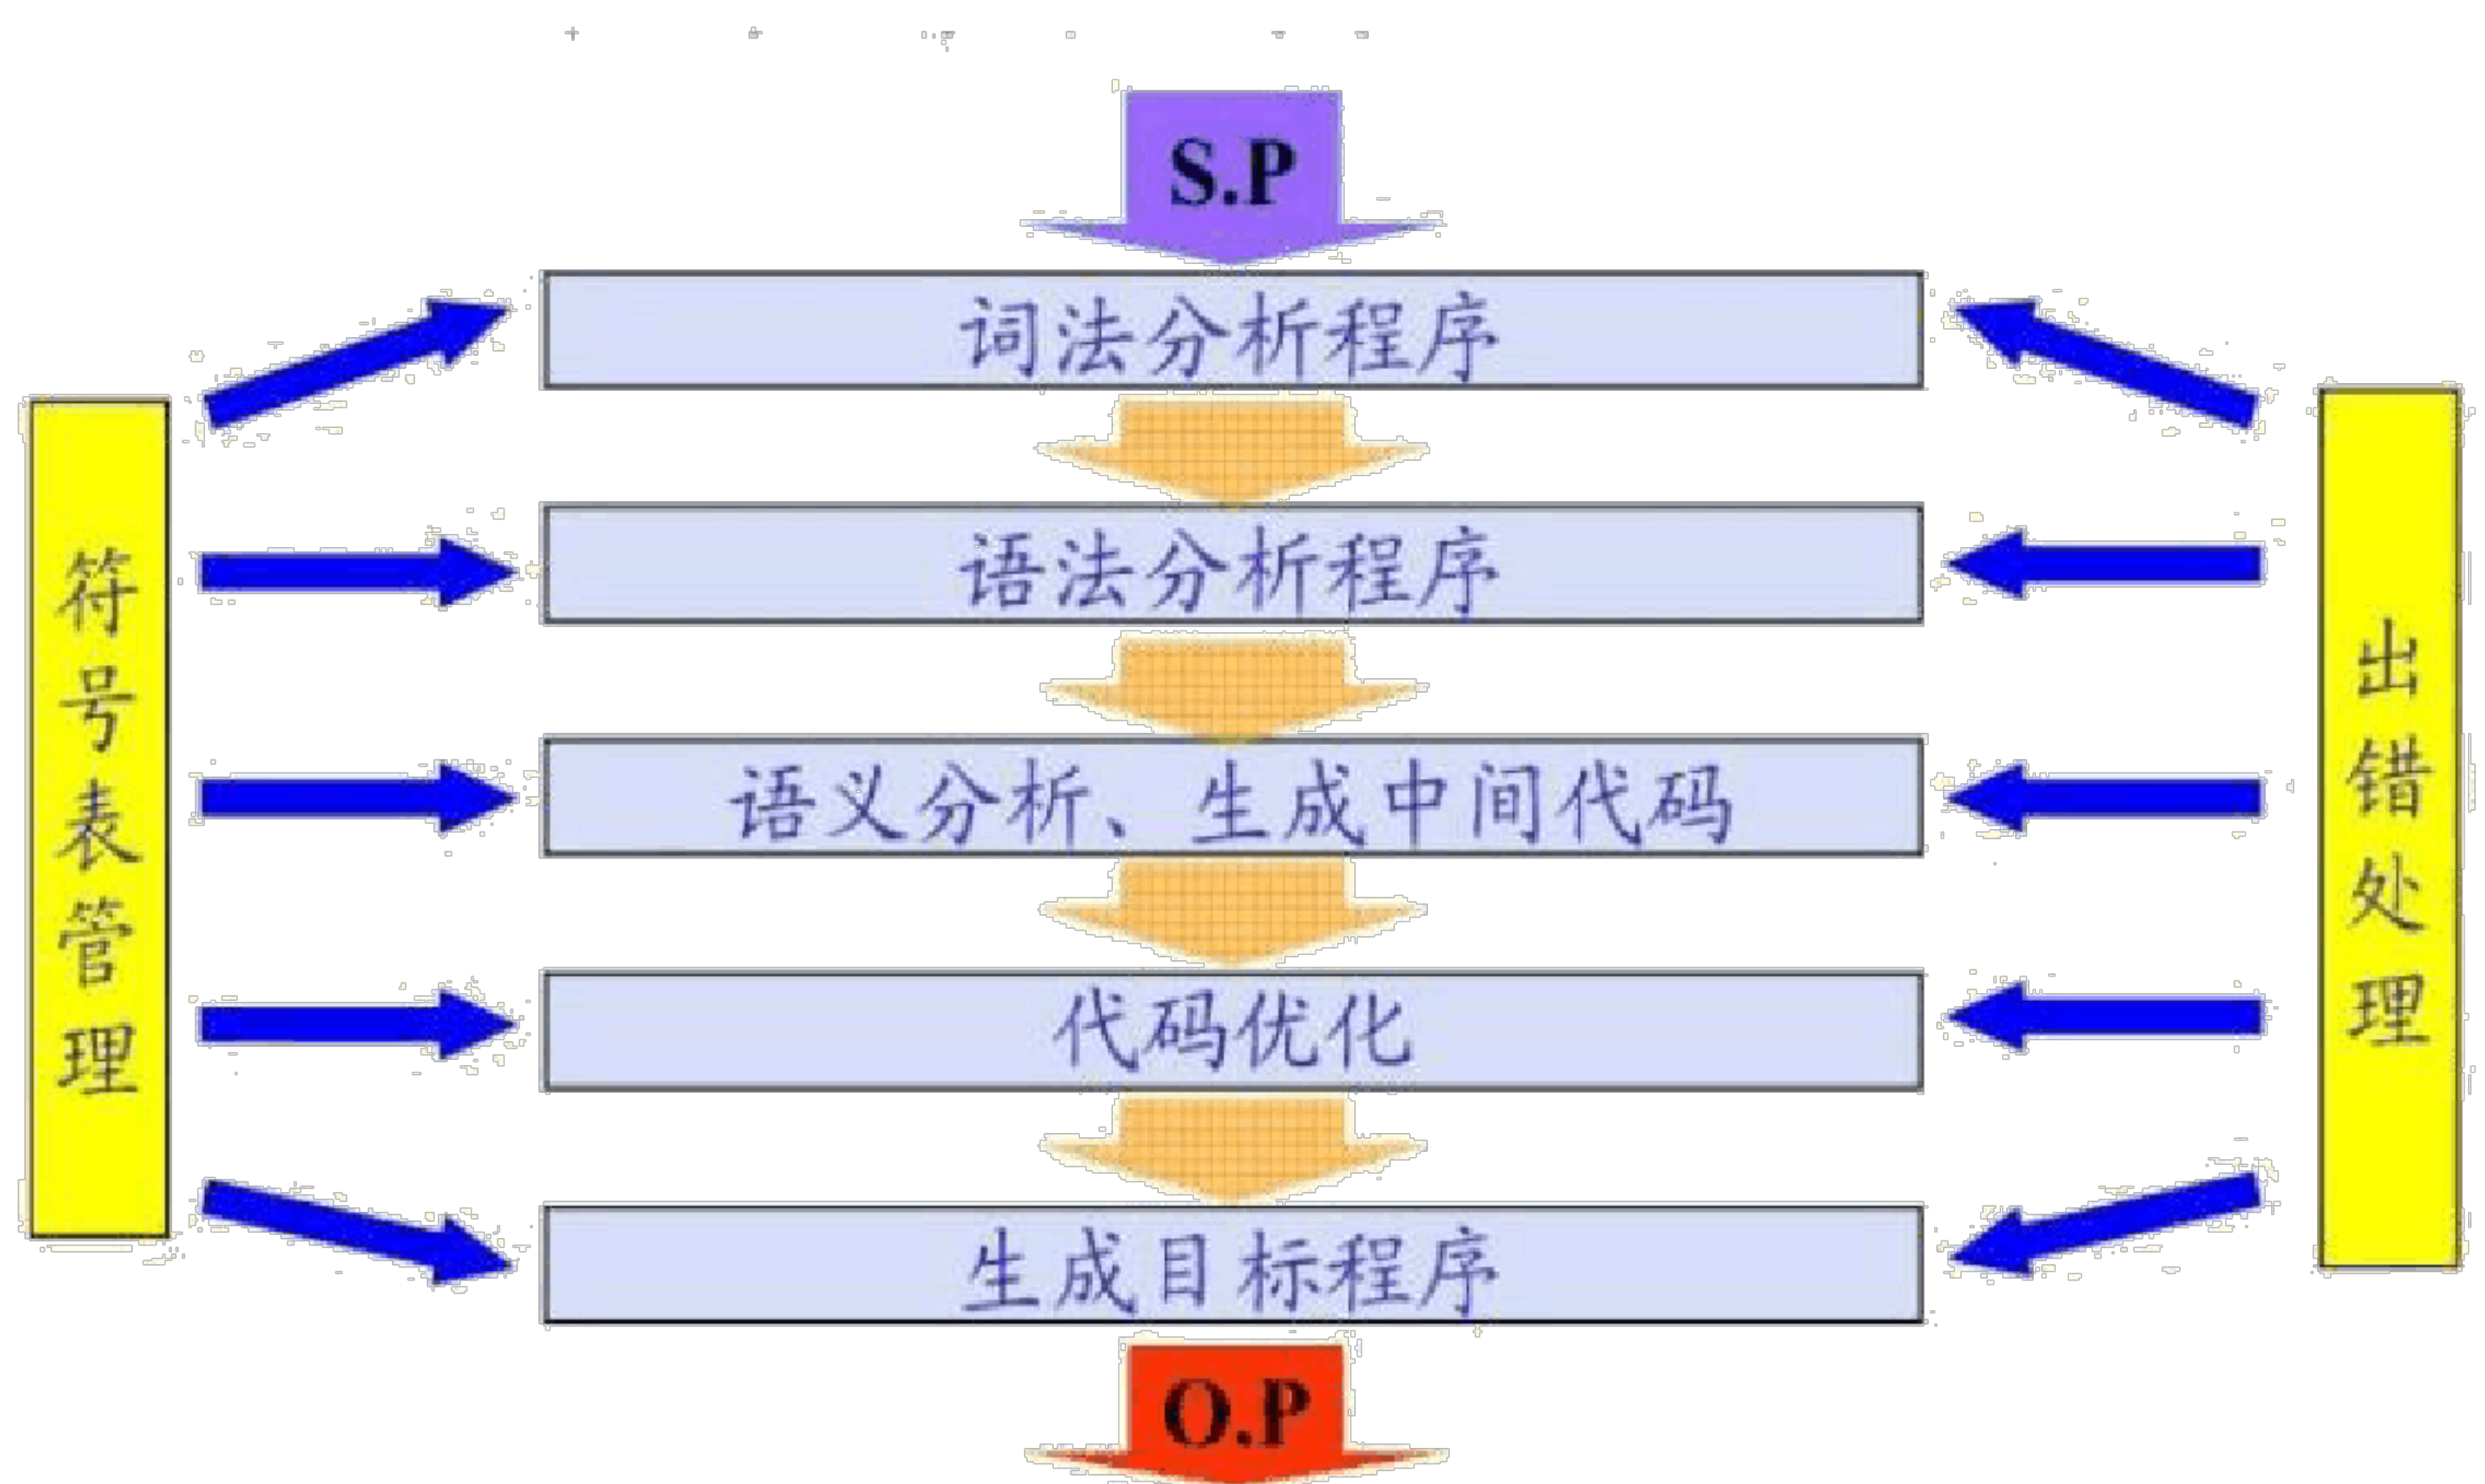 S.P
词法分析程序
语法分析程序
语义分析、生成中间代码
代码优化
生成目标程序
O.P
符号表管理
出错处理